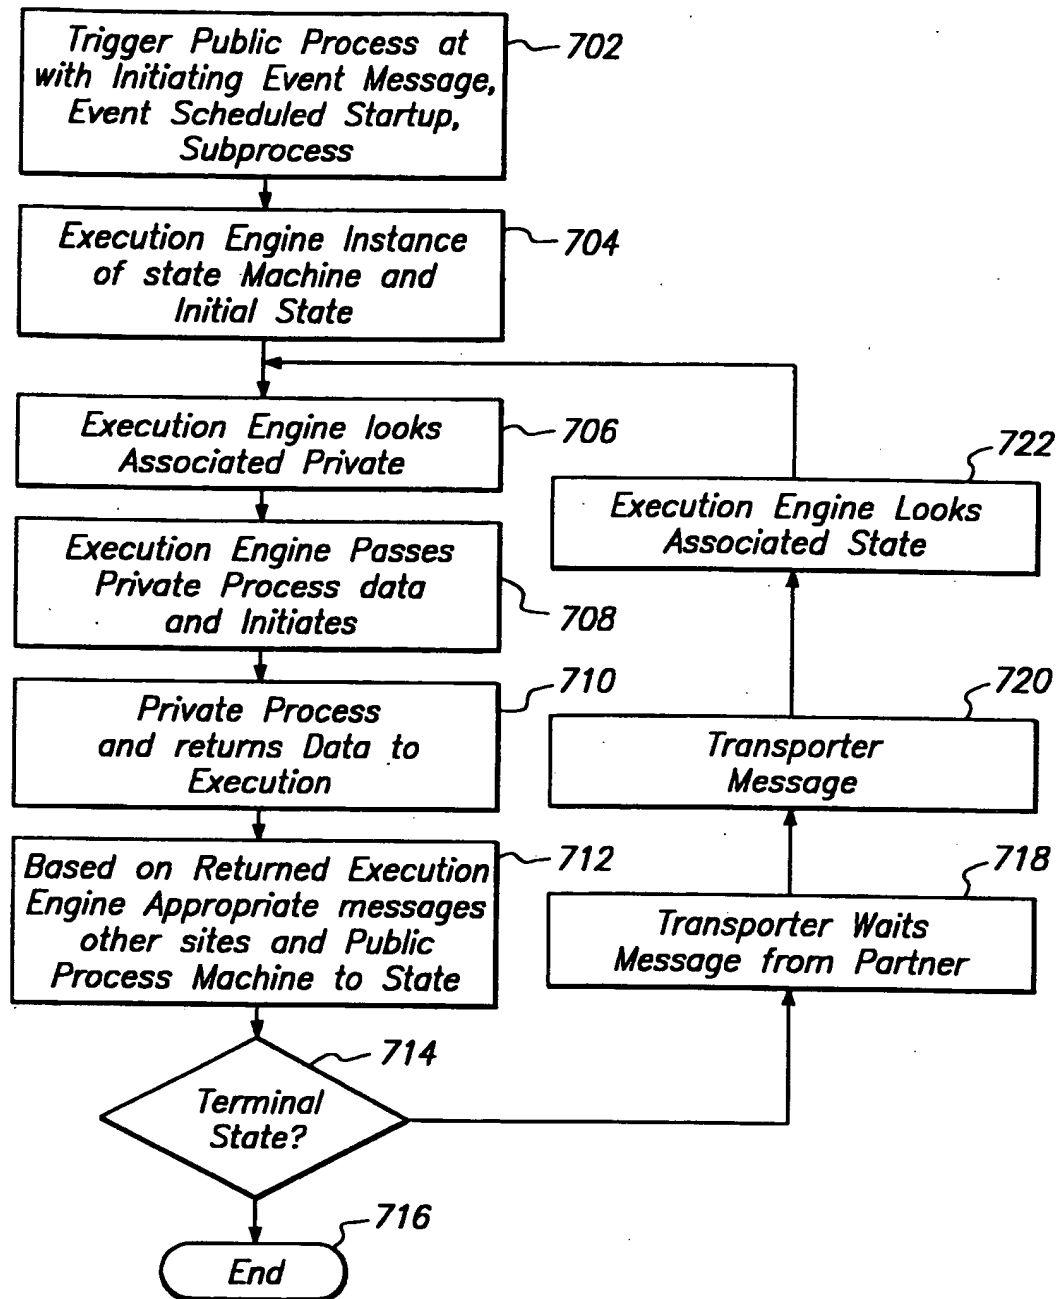 Trigger Public Process at
with Initiating Event Message,
Event Scheduled Startup,
Subprocess
702
Execution Engine Instance
of state Machine and
Initial State
704
Execution Engine looks
Associated Private
706
Execution Engine Passes
Private Process data
and Initiates
708
Private Process
and returns Data to
Execution
710
Based on Returned Execution
Engine Appropriate messages
other sites and Public
Process Machine to State
712
Terminal
State?
714
End
716
Transporter Waits
Message from Partner
718
Transporter
Message
720
Execution Engine Looks
Associated State
722